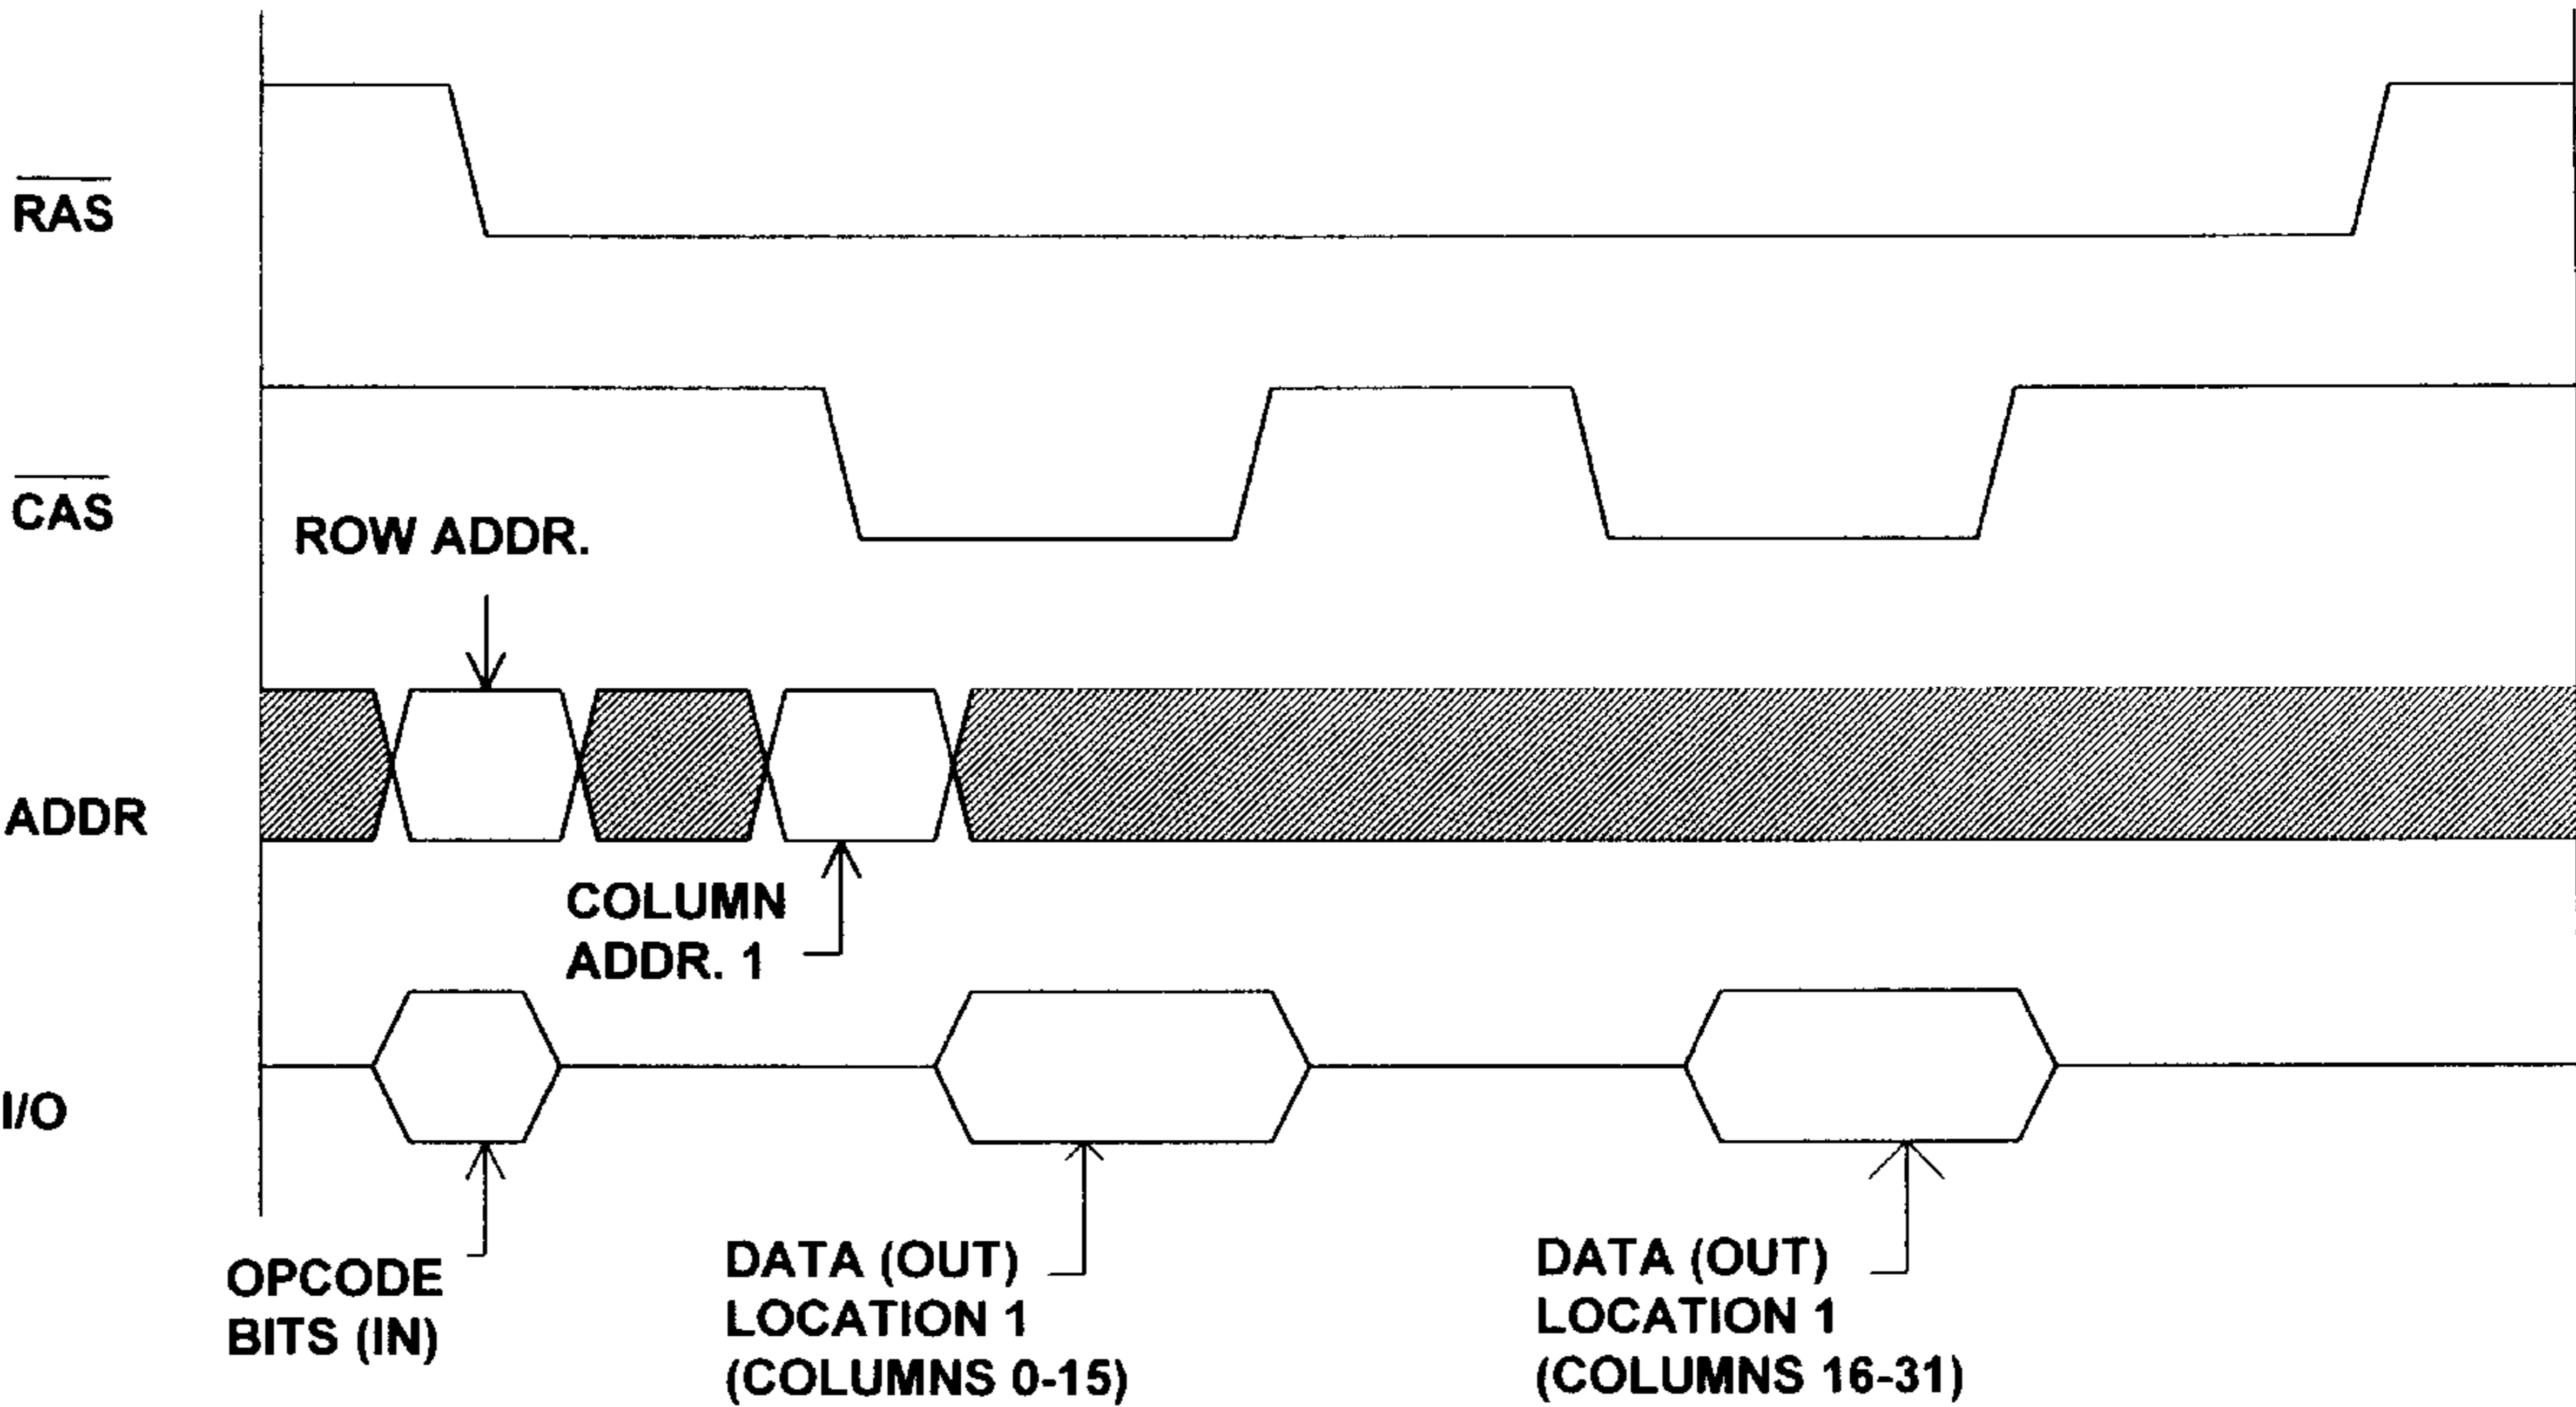 RAS
CAS
ROW ADDR.
ADDR
COLUMN
ADDR. 1
I/O
OPCODE
BITS (IN)
DATA (OUT)
LOCATION 1
(COLUMNS 0-15)
DATA (OUT)
LOCATION 1
(COLUMNS 16-31)